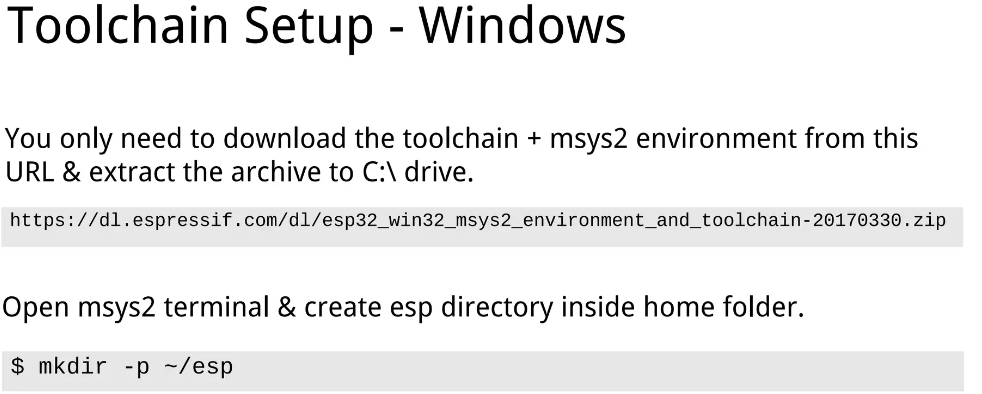 Toolchain Setup - Windows
You only need to download the toolchain + msys2 environment from this
URL & extract the archive to C:\ drive.
https://dl.espressif.com/dl/esp32_win32_msys2_environment_and_toolchain-20170330.zip
Open msys2 terminal & create esp directory inside home folder.
$ mkdir -p ~/esp